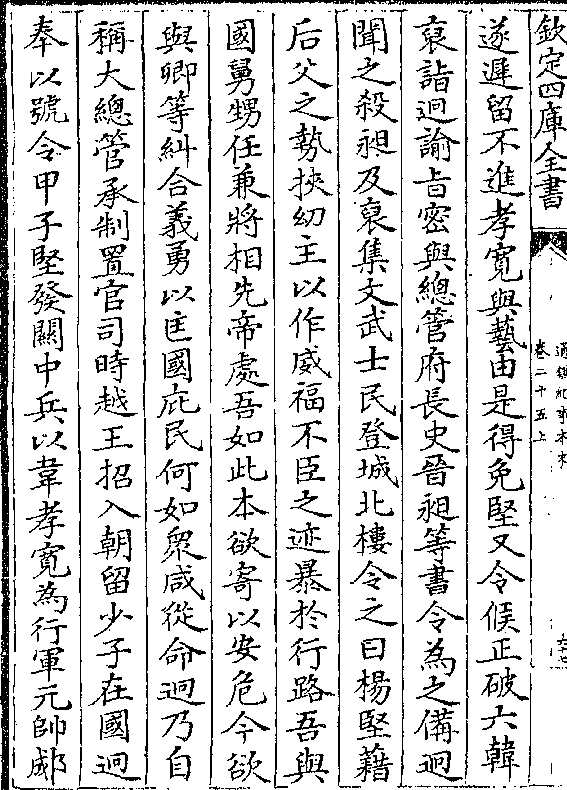 欽定四庫全書
通鑑紀事本末
卷二十五上
遂遲留不進孝寬與藝由是得免堅又令候正破六韓
裒詣迥諭旨密與總管府長史晉昶等書令為之備迥
聞之殺昶及裒集文武士民登城北樓令之曰楊堅藉
后父之勢挾幼主以作威福不臣之迹暴於行路吾與
國舅甥任兼將相先帝處吾如此本欲寄以安危今欲
與卿等糾合義勇以匡國庇民何如衆咸從命迥乃自
稱大總管承制置官司時趙王招入朝留少子在國迥
奉以號令甲子堅發關中兵以韋孝寬為行軍元帥郕